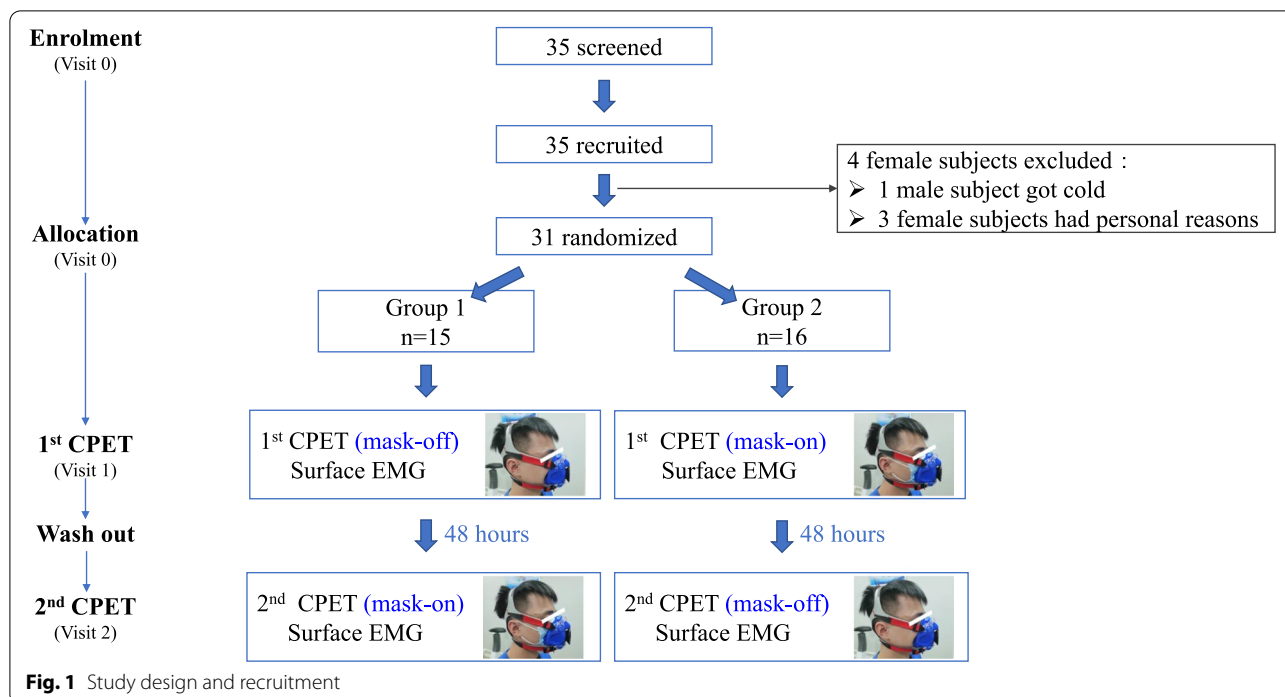 Enrolment
(Visit 0)
35 screened
35 recruited
4 female subjects excluded :
➢ 1 male subject got cold
➢ 3 female subjects had personal reasons
Allocation
(Visit 0)
31 randomized
Group 1
n=15
Group 2
n=16
1st CPET
(Visit 1)
1st CPET (mask-off)
Surface EMG
1st CPET (mask-on)
Surface EMG
Wash out
48 hours
48 hours
2nd CPET
(Visit 2)
2nd CPET (mask-on)
Surface EMG
2nd CPET (mask-off)
Surface EMG
Fig. 1 Study design and recruitment